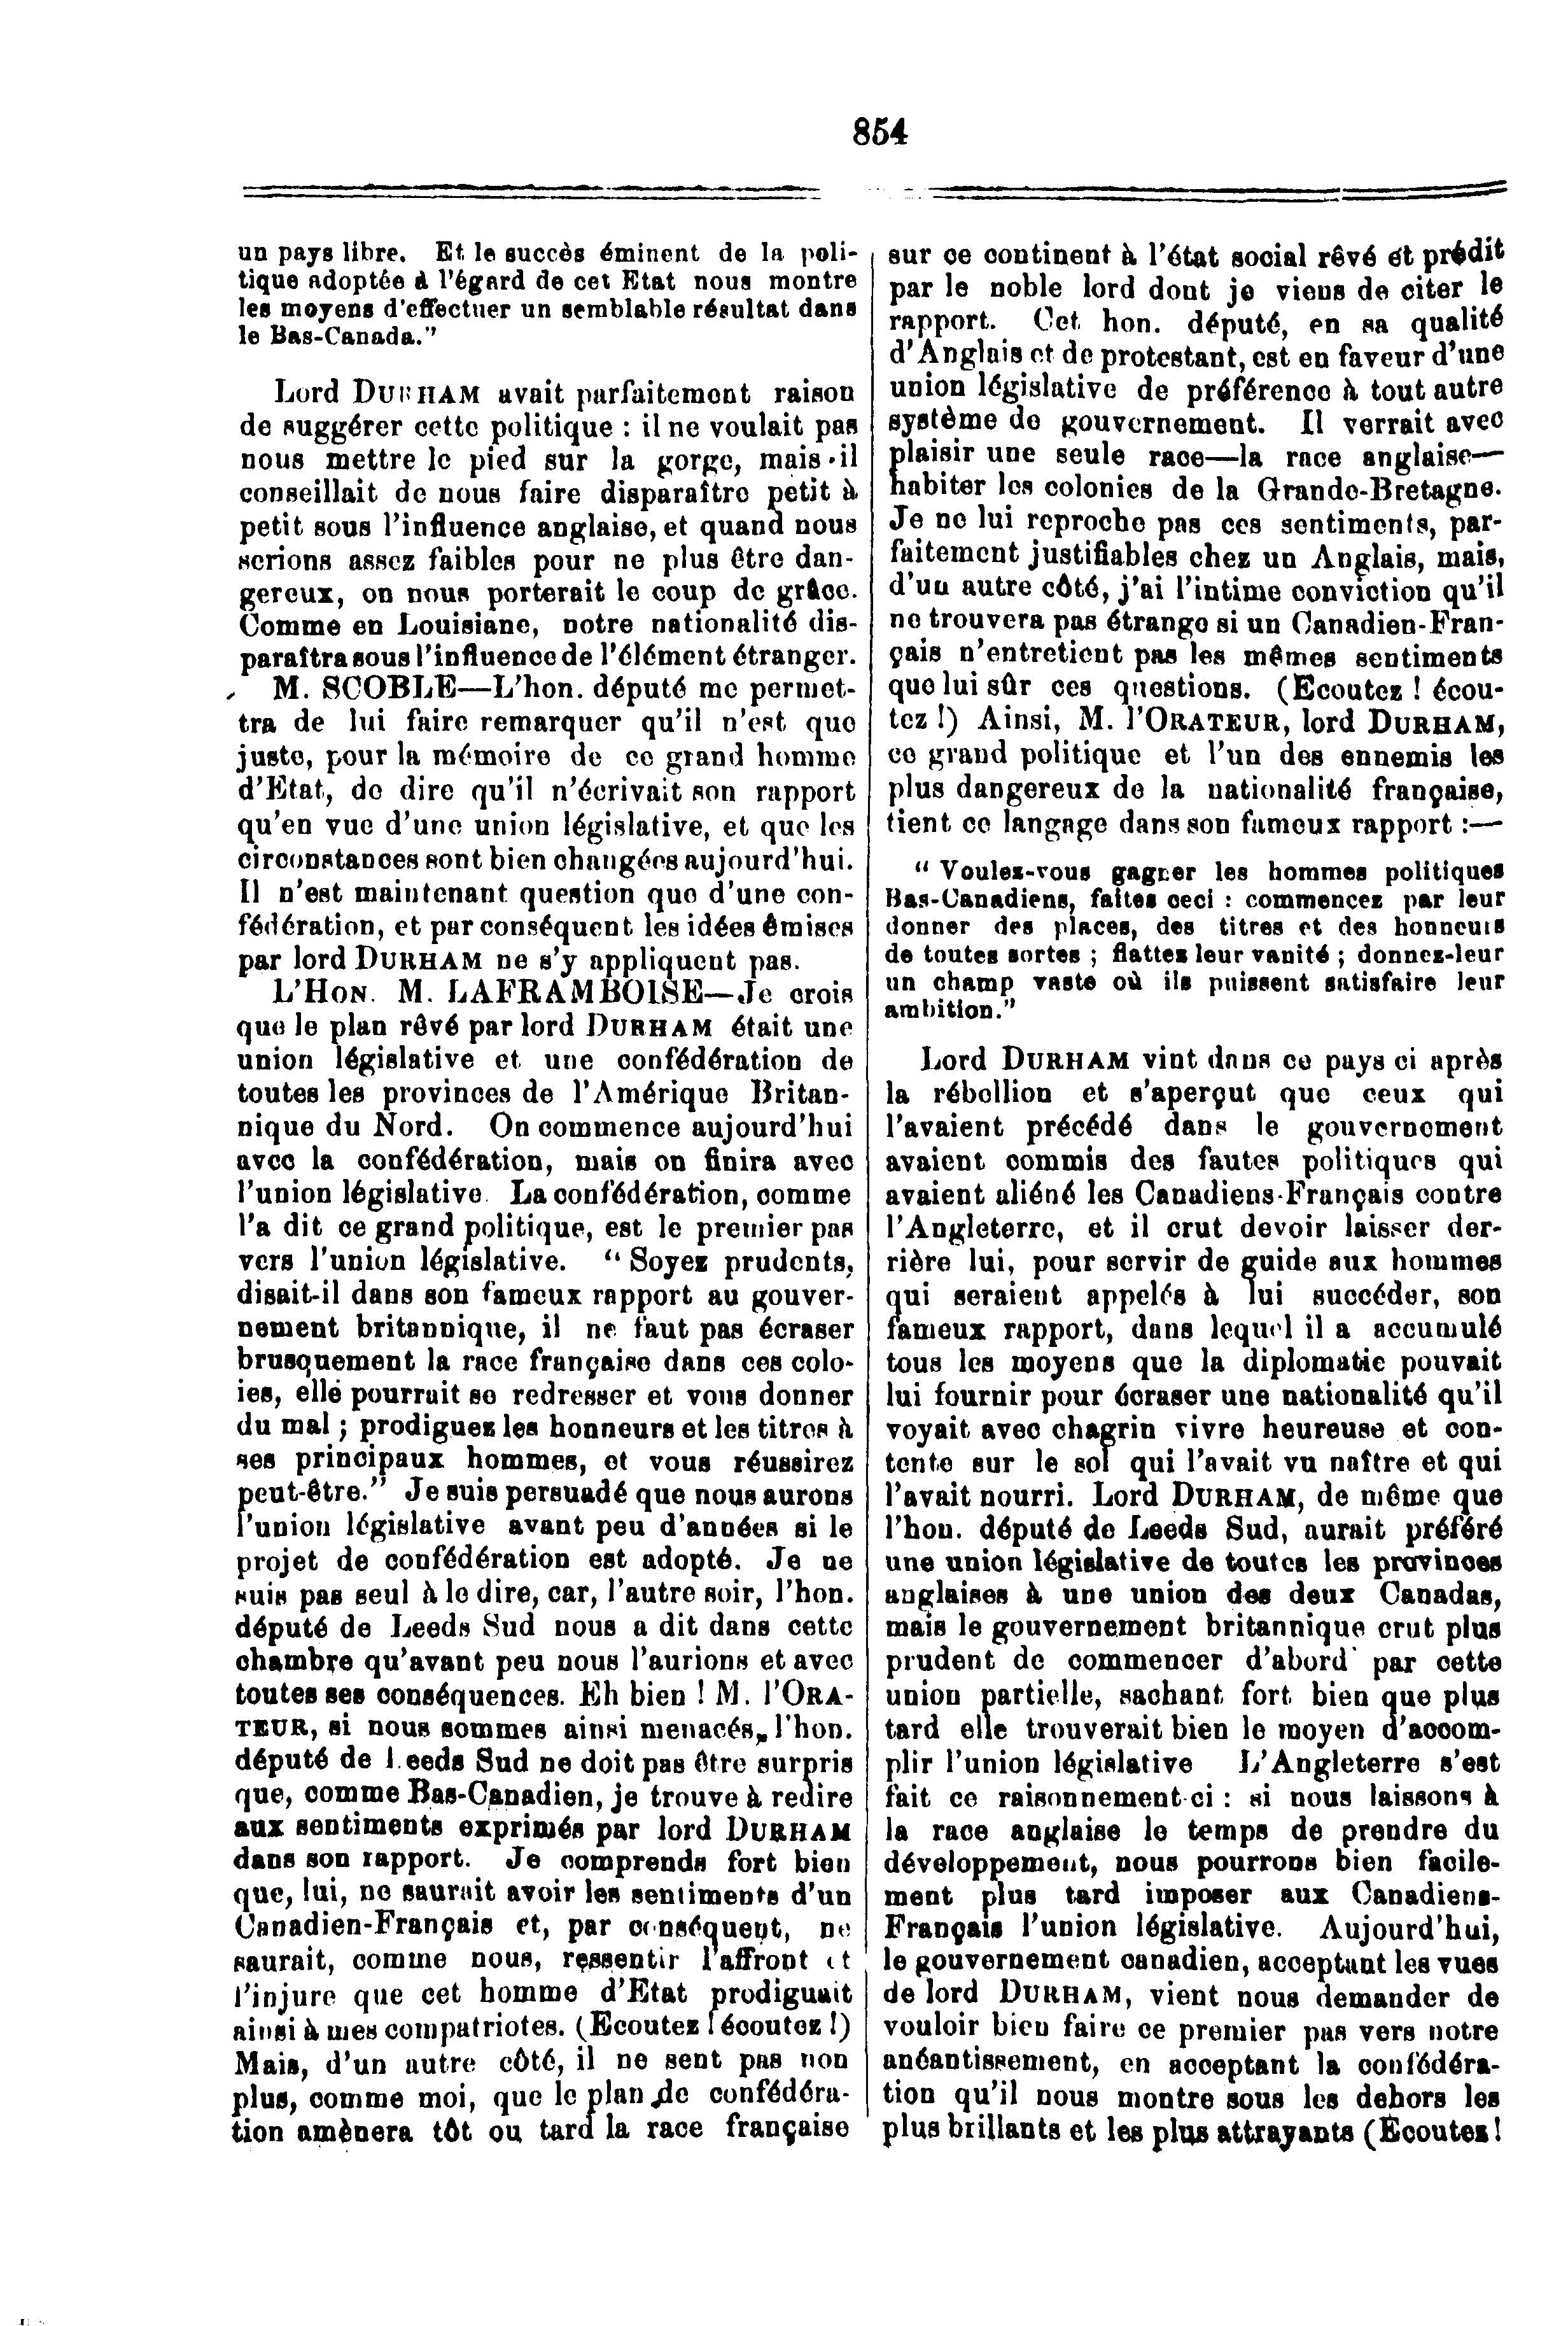 854
un pays libre. Et le succès éminent de la poli-
tique adoptée à l'égard de cet Etat nous montre
les moyens d'effectuer un semblable résultat dans
le Bas-Canada."
Lord DURHAM avait parfaitement raison
de suggérer cette politique : il ne voulait pas
nous mettre le pied sur la gorge, mais il
conseillait de nous faire disparaître petit à
petit sous l'influence anglaise, et quand nous
serions assez faibles pour ne plus être dan-
gereux, on nous porterait le coup de grâce.
Comme en Louisiane, notre nationalité dis-
paraîtra sous l'influence de l'élément étranger.
M. SCOBLE—L'hon. député me permet-
tra de lui faire remarquer qu'il n'est que
juste, pour la mémoire de ce grand homme
d'Etat, de dire qu'il n'écrivait son rapport
qu'en vue d'une union législative, et que les
circonstances sont bien changées aujourd'hui.
Il n'est maintenant question que d'une con-
fédération, et par conséquent les idées émises
par lord DURHAM ne s'y appliquent pas.
L'HON. M. LAFRAMBOISE—Je crois
que le plan rêvé par lord DURHAM était une
union législative et une confédération de
toutes les provinces de l'Amérique Britan-
nique du Nord. On commence aujourd'hui
avec la confédération, mais on finira avec
l'union législative. La confédération, comme
l'a dit ce grand politique, est le premier pas
vers l'union législative. " Soyez prudents,
disait-il dans son fameux rapport au gouver-
nement britannique, il ne faut pas écraser
brusquement la race française dans ces colo-
ies, elle pourrait se redresser et vous donner
du mal ; prodiguez les honneurs et les titres à
ses principaux hommes, et vous réussirez
peut-être." Je suis persuadé que nous aurons
l'union législative avant peu d'années si le
projet de confédération est adopté. Je ne
suis pas seul à le dire, car, l'autre soir, l'hon.
député de Leeds Sud nous a dit dans cette
chambre qu'avant peu nous l'aurions et avec
toutes ses conséquences. Eh bien ! M. l'ORA-
TEUR, si nous sommes ainsi menacés, l'hon.
député de Leeds Sud ne doit pas être surpris
que, comme Bas-Canadien, je trouve à redire
aux sentiments exprimés par lord DURHAM
dans son rapport. Je comprends fort bien
que, lui, ne saurait avoir les sentiments d'un
Canadien-Français et, par conséquent, ne
saurait, comme nous, ressentir l'affront et
l'injure que cet homme d'Etat prodiguait
ainsi à mes compatriotes. (Ecoutez ! écoutez !)
Mais, d'un autre côté, il ne sent pas non
plus, comme moi, que le plan de confédéra-
tion amènera tôt ou tard la race française
sur ce continent à l'état social rêvé et prédit
par le noble lord dont je viens de citer le
rapport. Cet hon. député, en sa qualité
d'Anglais et de protestant, est en faveur d'une
union législative de préférence à tout autre
système de gouvernement. Il verrait avec
plaisir une seule race—la race anglaise—
habiter les colonies de la Grande-Bretagne.
Je ne lui reproche pas ces sentiments, par-
faitement justifiables chez un Anglais, mais,
d'un autre côté, j'ai l'intime conviction qu'il
ne trouvera pas étrange si un Canadien-Fran-
çais n'entretient pas les mêmes sentiments
que lui sûr ces questions. (Ecoutez ! écou-
tez !) Ainsi, M. l'ORATEUR, lord DURHAM,
ce grand politique et l'un des ennemis les
plus dangereux de la nationalité française,
tient ce langage dans son fameux rapport :—
" Voulez-vous gagner les hommes politiques
Bas-Canadiens, faites ceci : commencez par leur
donner des places, des titres et des honneurs
de toutes sortes ; flattez leur vanité ; donnez-leur
un champ vaste où ils puissent satisfaire leur
ambition."
Lord DURHAM vint dans ce pays ci après
la rébellion et s'aperçut que ceux qui
l'avaient précédé dans le gouvernement
avaient commis des fautes politiques qui
avaient aliéné les Canadiens-Français contre
l'Angleterre, et il crut devoir laisser der-
rière lui, pour servir de guide aux hommes
qui seraient appelés à lui succéder, son
fameux rapport, dans lequel il a accumulé
tous les moyens que la diplomatie pouvait
lui fournir pour écraser une nationalité qu'il
voyait avec chagrin vivre heureuse et con-
tente sur le sol qui l'avait vu naître et qui
l'avait nourri. Lord DURHAM, de même que
l'hon. député de Leeds Sud, aurait préféré
une union législative de toutes les provinces
anglaises à une union des deux Canadas,
mais le gouvernement britannique crut plus
prudent de commencer d'abord par cette
union partielle, sachant fort bien que plus
tard elle trouverait bien le moyen d'accom-
plir l'union législative L'Angleterre s'est
fait ce raisonnement-ci : si nous laissons à
la race anglaise le temps de prendre du
développement, nous pourrons bien facile-
ment plus tard imposer aux Canadiens-
Français l'union législative. Aujourd'hui,
le gouvernement canadien, acceptant les vues
de lord DURHAM, vient nous demander de
vouloir bien faire ce premier pas vers notre
anéantissement, en acceptant la confédéra-
tion qu'il nous montre sous les dehors les
plus brillants et les plus attrayants (Ecoutez !